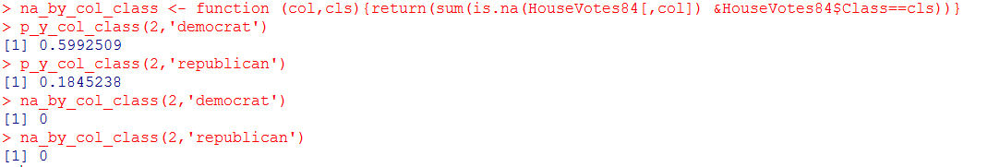 > na_by_col_class <- function (col,cls){return(sum(is.na(HouseVotes84[,col]) &HouseVotes84$Class==cls))}
> p_y_col_class(2,'democrat')
[1] 0.5992509
> p_y_col_class(2,'republican')
[1] 0.1845238
> na_by_col_class(2,'democrat')
[1] 0
> na_by_col_class(2,'republican')
[1] 0